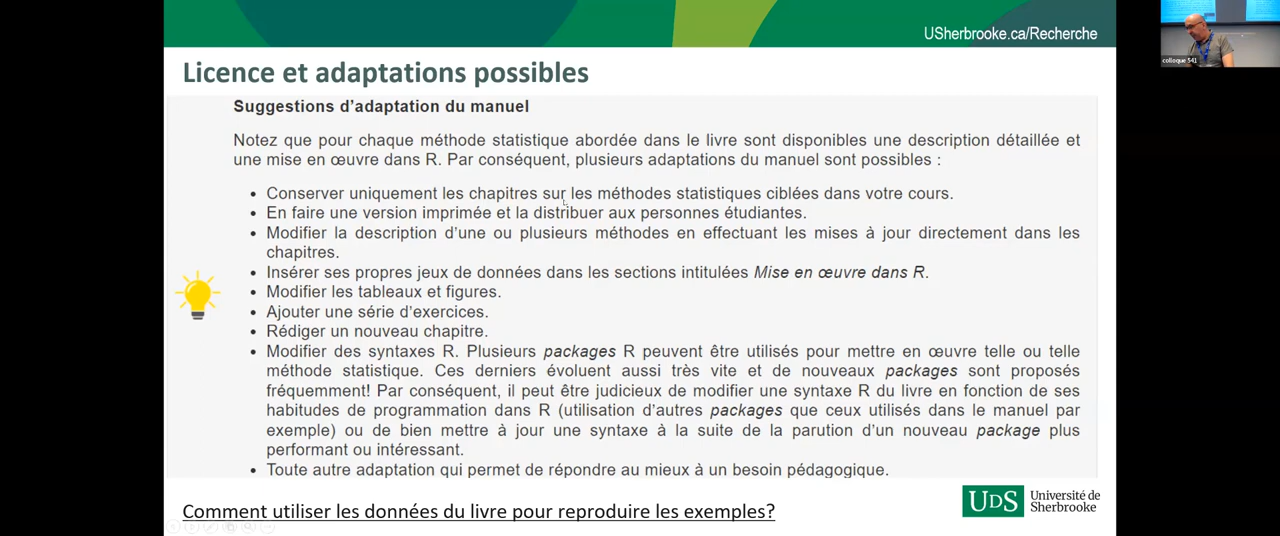 USherbrooke.ca/Recherche
colloque 541
Licence et adaptations possibles
Suggestions d'adaptation du manuel
Notez que pour chaque méthode statistique abordée dans le livre sont disponibles une description détaillée et
une mise en œuvre dans R. Par conséquent, plusieurs adaptations du manuel sont possibles :
• Conserver uniquement les chapitres sur les méthodes statistiques ciblées dans votre cours.
• En faire une version imprimée et la distribuer aux personnes étudiantes.
• Modifier la description d'une ou plusieurs méthodes en effectuant les mises à jour directement dans les
chapitres.
• Insérer ses propres jeux de données dans les sections intitulées Mise en œuvre dans R.
• Modifier les tableaux et figures.
• Ajouter une série d'exercices.
• Rédiger un nouveau chapitre.
• Modifier des syntaxes R. Plusieurs packages R peuvent être utilisés pour mettre en œuvre telle ou telle
méthode statistique. Ces derniers évoluent aussi très vite et de nouveaux packages sont proposés
fréquemment! Par conséquent, il peut être judicieux de modifier une syntaxe R du livre en fonction de ses
habitudes de programmation dans R (utilisation d'autres packages que ceux utilisés dans le manuel par
exemple) ou de bien mettre à jour une syntaxe à la suite de la parution d'un nouveau package plus
performant ou intéressant.
• Toute autre adaptation qui permet de répondre au mieux à un besoin pédagogique.
Comment utiliser les données du livre pour reproduire les exemples?
UDS Université de
Sherbrooke